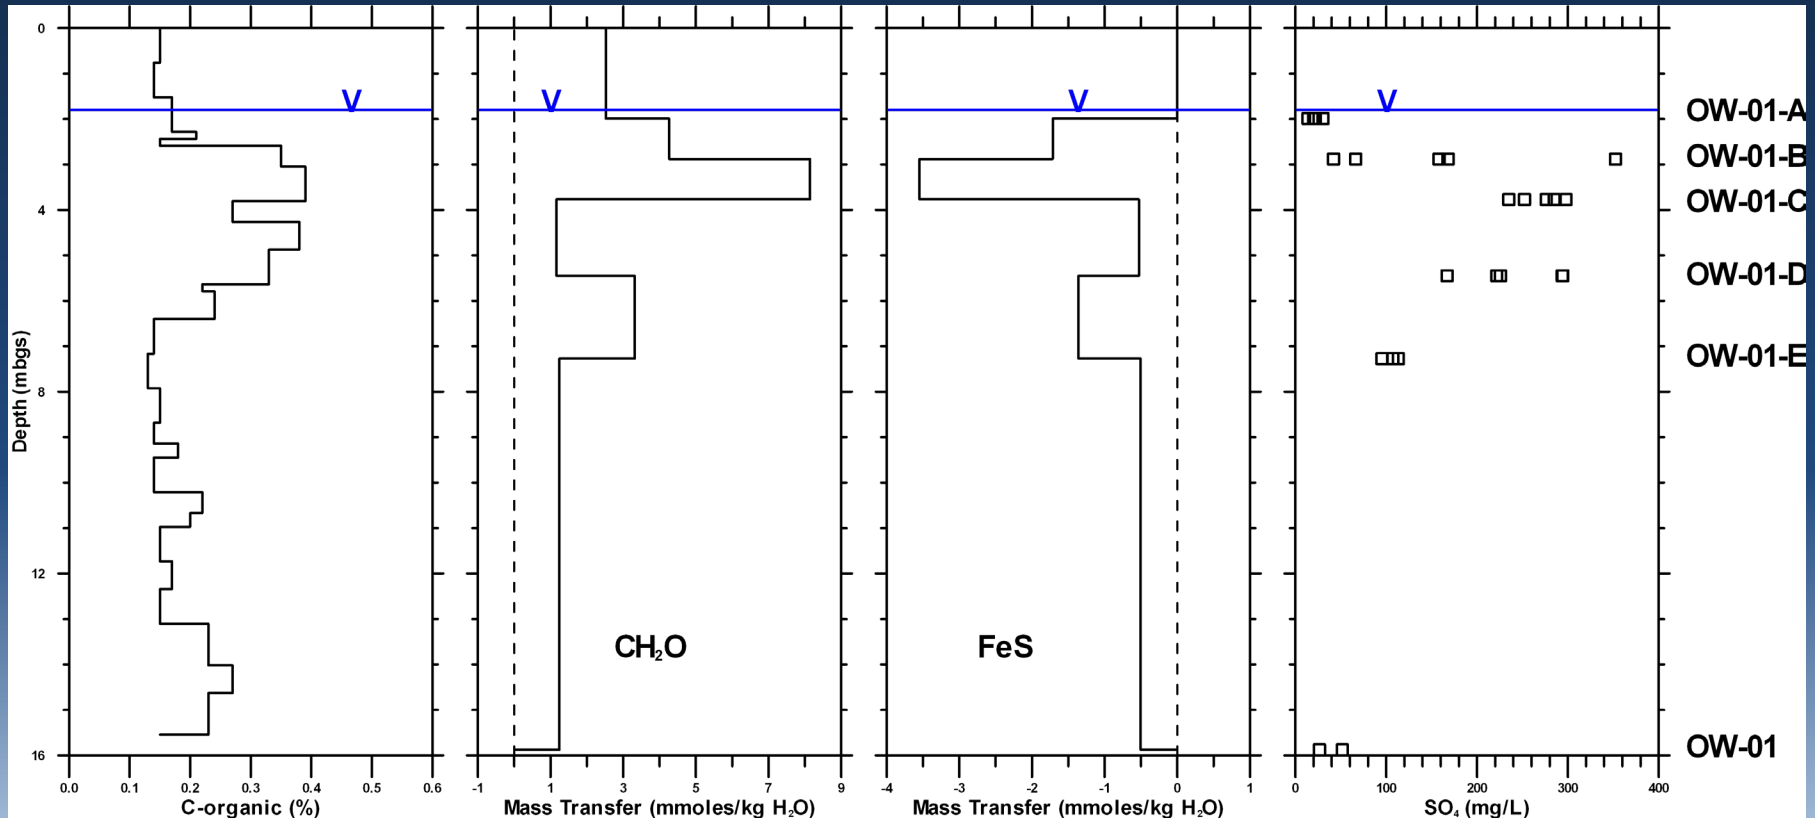 0
4
8
12
16
Depth (mbgs)
V
V
V
V
CH₂O
FeS
OW-01-A
OW-01-B
OW-01-C
OW-01-D
OW-01-E
OW-01
0.0 0.1 0.2 0.3 0.4 0.5 0.6
C-organic (%)
-1 1 3 5 7 9
Mass Transfer (mmoles/kg H₂O)
-4 -3 -2 -1 0 1
Mass Transfer (mmoles/kg H₂O)
0 100 200 300 400
SO₄ (mg/L)